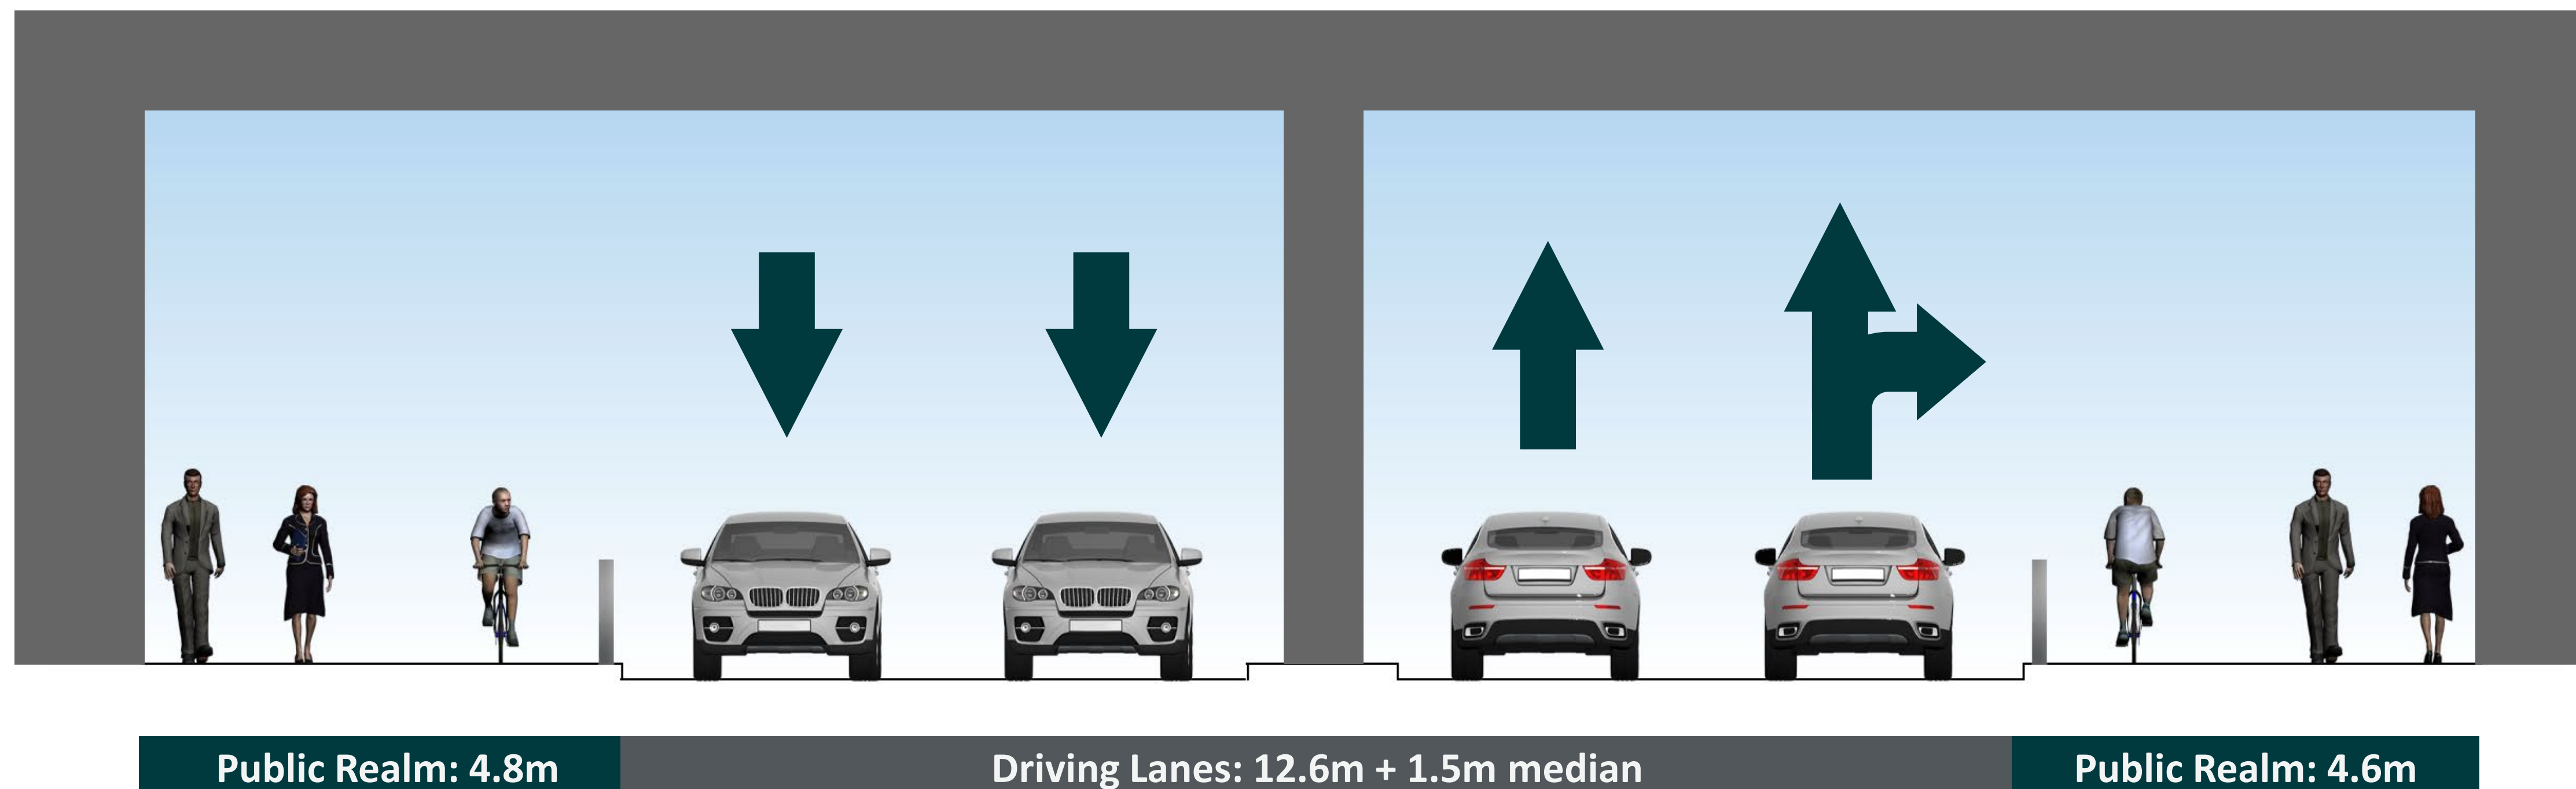 Public Realm: 4.8m
Driving Lanes: 12.6m + 1.5m median
Public Realm: 4.6m